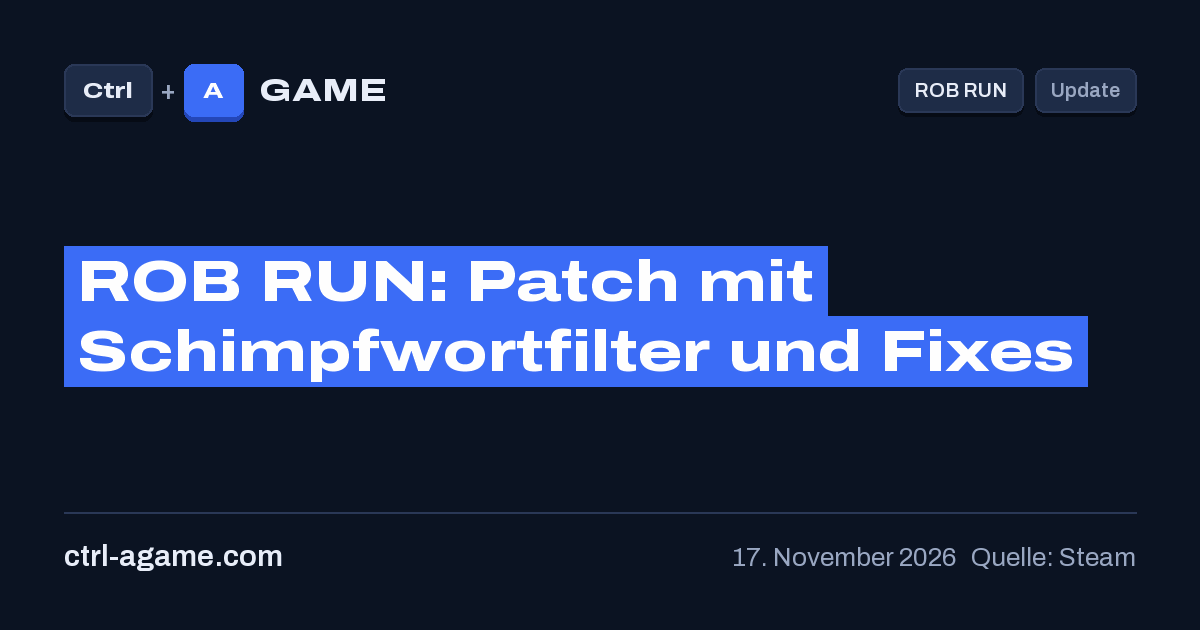 Ctrl + A GAME
ROB RUN
Update
ROB RUN: Patch mit
Schimpfwortfilter und Fixes
ctrl-agame.com
17. November 2026 Quelle: Steam